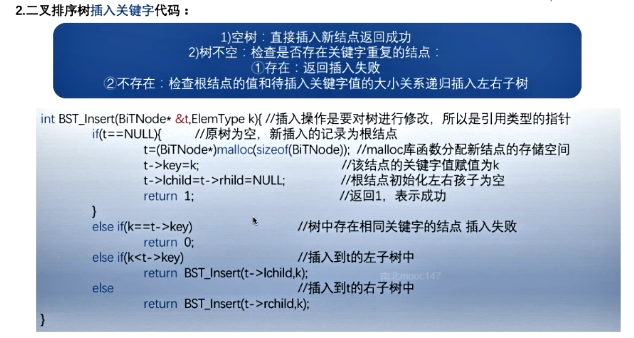 2.二叉排序树插入关键字代码：
1)空树：直接插入新结点返回成功
2)树不空：检查是否存在关键字重复的结点：
①存在：返回插入失败
②不存在：检查根结点的值和待插入关键字值的大小关系递归插入左右子树
int BST_Insert(BiTNode* &t,ElemType k){ //插入操作是要对树进行修改，所以是引用类型的指针
if(t==NULL){ //原树为空，新插入的记录为根结点
t=(BiTNode*)malloc(sizeof(BiTNode)); //malloc库函数分配新结点的存储空间
t->key=k; //该结点的关键字赋值为k
t->lchild=t->rhild=NULL; //根结点初始化左右孩子为空
return 1; //返回1，表示成功
}
else if(k==t->key) //树中存在相同关键字的结点 插入失败
return 0;
else if(k<t->key) //插入到t的左子树中
return BST_Insert(t->lchild,k);
else //插入到t的右子树中
return BST_Insert(t->rchild,k);
}